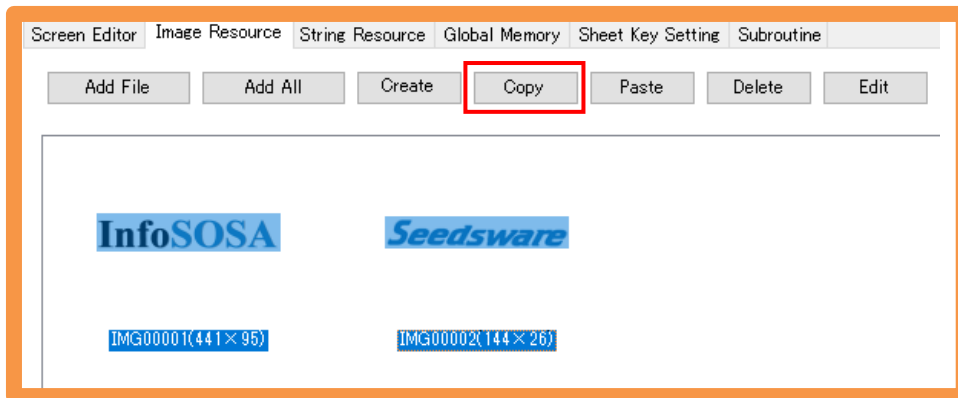 Screen Editor Image Resource String Resource Global Memory Sheet Key Setting Subroutine
Add File Add All Create Copy Paste Delete Edit
InfoSOSA Seedsware
IMG00001(441×95) IMG00002(144×26)